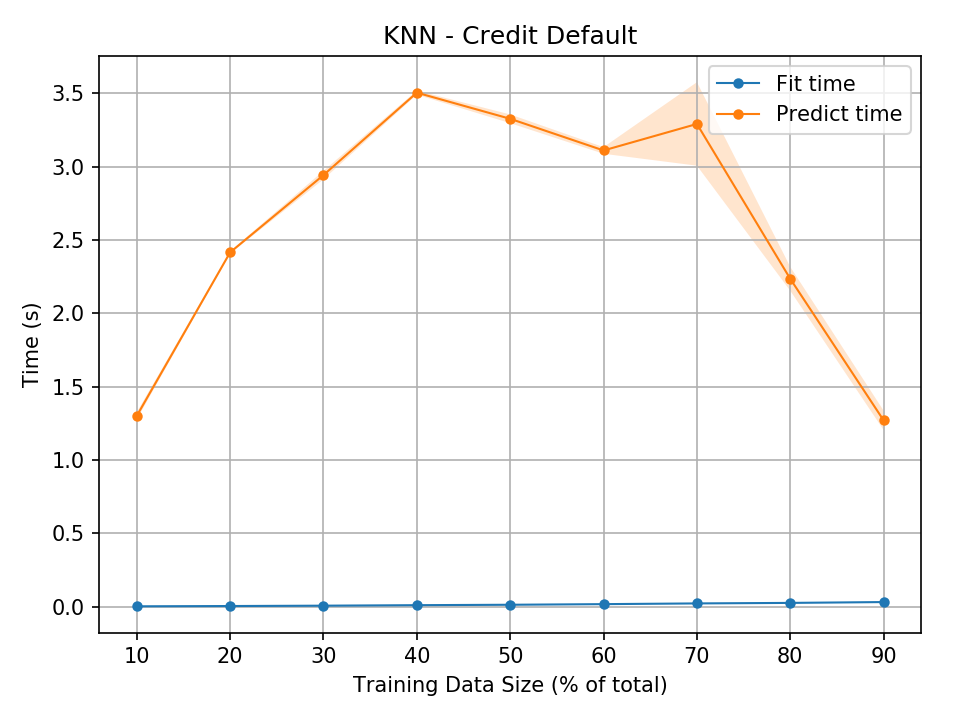 KNN - Credit Default
Fit time
Predict time
Time (s)
3.5
3.0
2.5
2.0
1.5
1.0
0.5
0.0
10 20 30 40 50 60 70 80 90
Training Data Size (% of total)